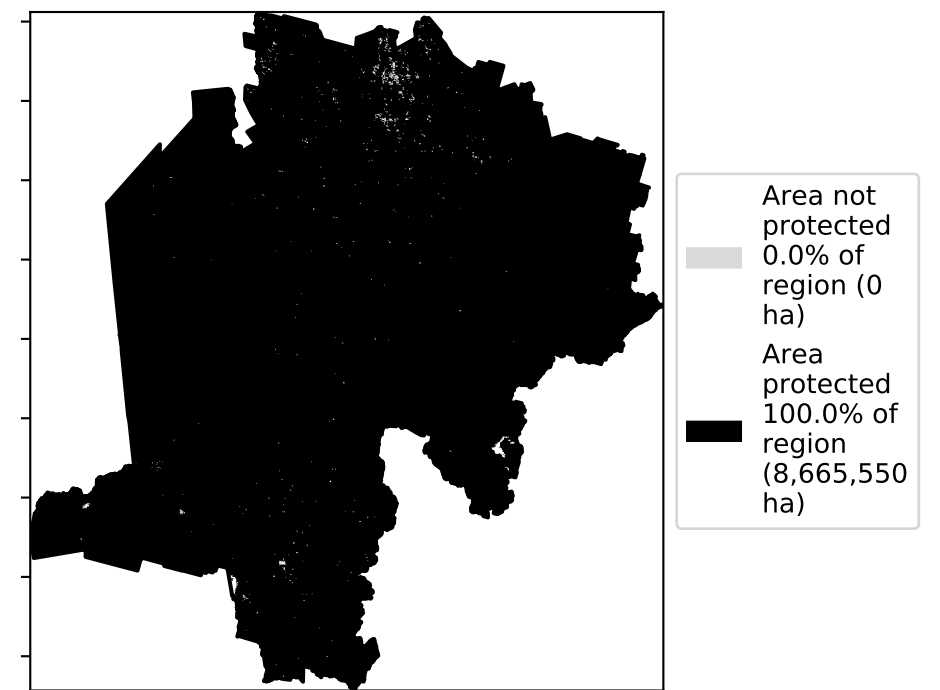 Area not
protected
0.0% of
region (0
ha)
Area
protected
100.0% of
region
(8,665,550
ha)